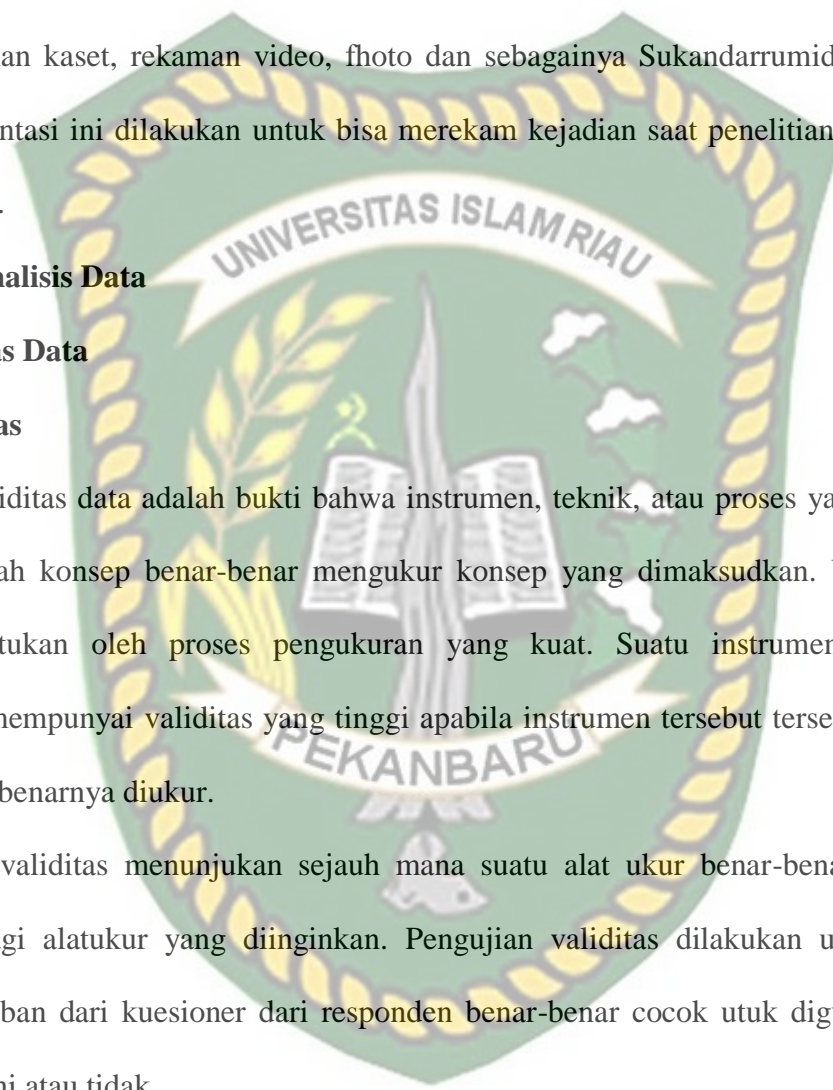 an kaset, rekaman video, fhoto dan sebagainya Sukandarrumid
ntasi ini dilakukan untuk bisa merekam kejadian saat penelitian
.
UNIVERSITAS ISLAM RIAU
nalisis Data
as Data
as
iditas data adalah bukti bahwa instrumen, teknik, atau proses ya
ah konsep benar-benar mengukur konsep yang dimaksudkan.
tukan oleh proses pengukuran yang kuat. Suatu instrumen
mempunyai validitas yang tinggi apabila instrumen tersebut terse
PEKANBARU
benarnya diukur.
validitas menunjukan sejauh mana suatu alat ukur benar-bena
gi alatukur yang diinginkan. Pengujian validitas dilakukan u
ban dari kuesioner dari responden benar-benar cocok utuk dig
ni atau tidak